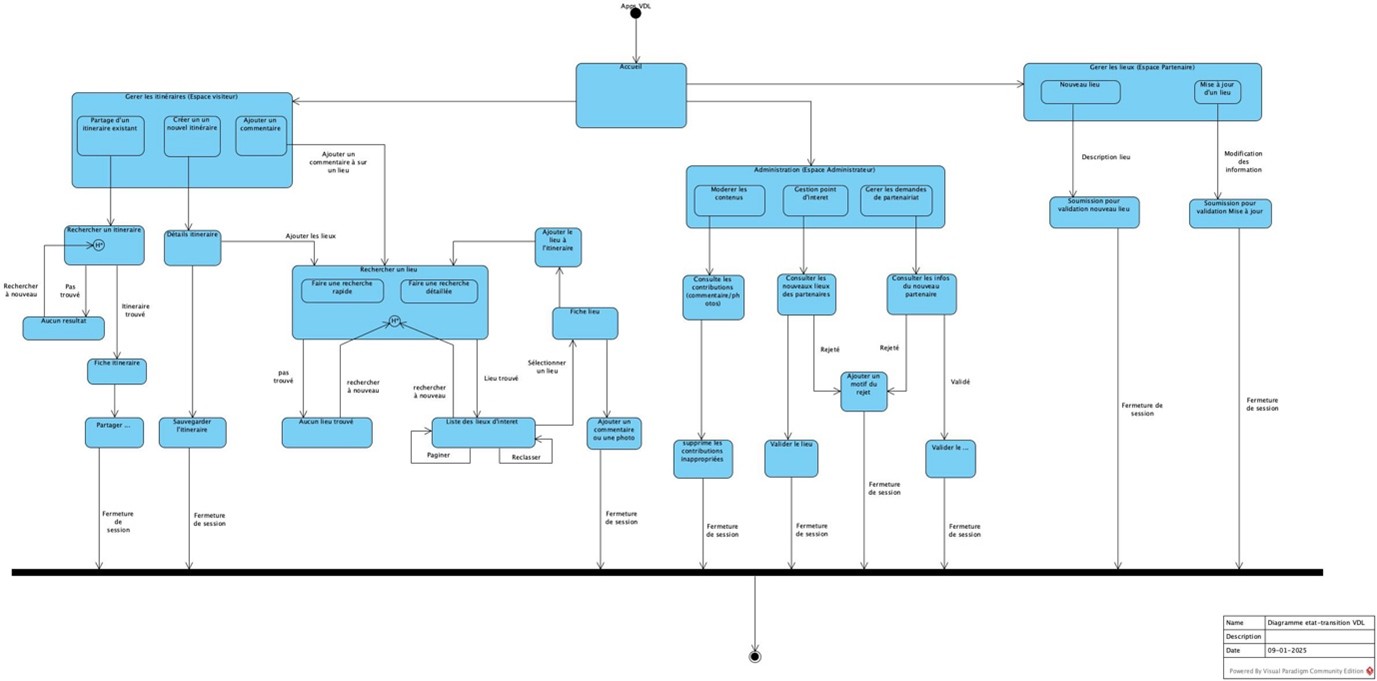 Apps VDL
Accueil
Gerer les itinéraires (Espace visiteur)
Partage d'un
itineraire existant
Créer un un
nouvel itinéraire
Ajouter un
commentaire
Ajouter un
commentaire à sur
un lieu
Gerer les lieux (Espace Partenaire)
Nouveau lieu
Mise à jour
d'un lieu
Description lieu
Modification
des
information
Soumission pour
validation nouveau lieu
Soumission pour
validation Mise à jour
Administration (Espace Administrateur)
Moderer les
contenus
Gestion point
d'interet
Gerer les demandes
de partenairiat
Rechercher un itineraire
H*
Rechercher
à nouveau
Pas
trouvé
Itineraire
trouvé
Aucun resultat
Fiche itineraire
Partager ...
Détails itineraire
Ajouter les lieux
Sauvegarder
l'itineraire
Rechercher un lieu
Faire une recherche
rapide
Faire une recherche
détaillée
H*
pas
trouvé
rechercher
à nouveau
rechercher
à nouveau
Lieu trouvé
Aucun lieu trouvé
Liste des lieux d'interet
Paginer
Reclasser
Sélectionner
un lieu
Ajouter le
lieu à
l'itineraire
Fiche lieu
Ajouter un
commentaire
ou une photo
Consulte les
contributions
(commentaire/ph
otos)
Consulter les
nouveaux lieux
des partenaires
Consulter les infos
du nouveau
partenaire
Rejeté
Rejeté
Validé
Ajouter un
motif du
rejet
supprime les
contributions
inappropriées
Valider le lieu
Valider le ...
Fermeture
de
session
Fermeture
de session
Fermeture
de session
Fermeture
de session
Fermeture
de session
Fermeture
de session
Fermeture
de session
Fermeture de
session
Fermeture
de session
Name Diagramme etat-transition VDL
Description
Date 09-01-2025
Powered By Visual Paradigm Community Edition